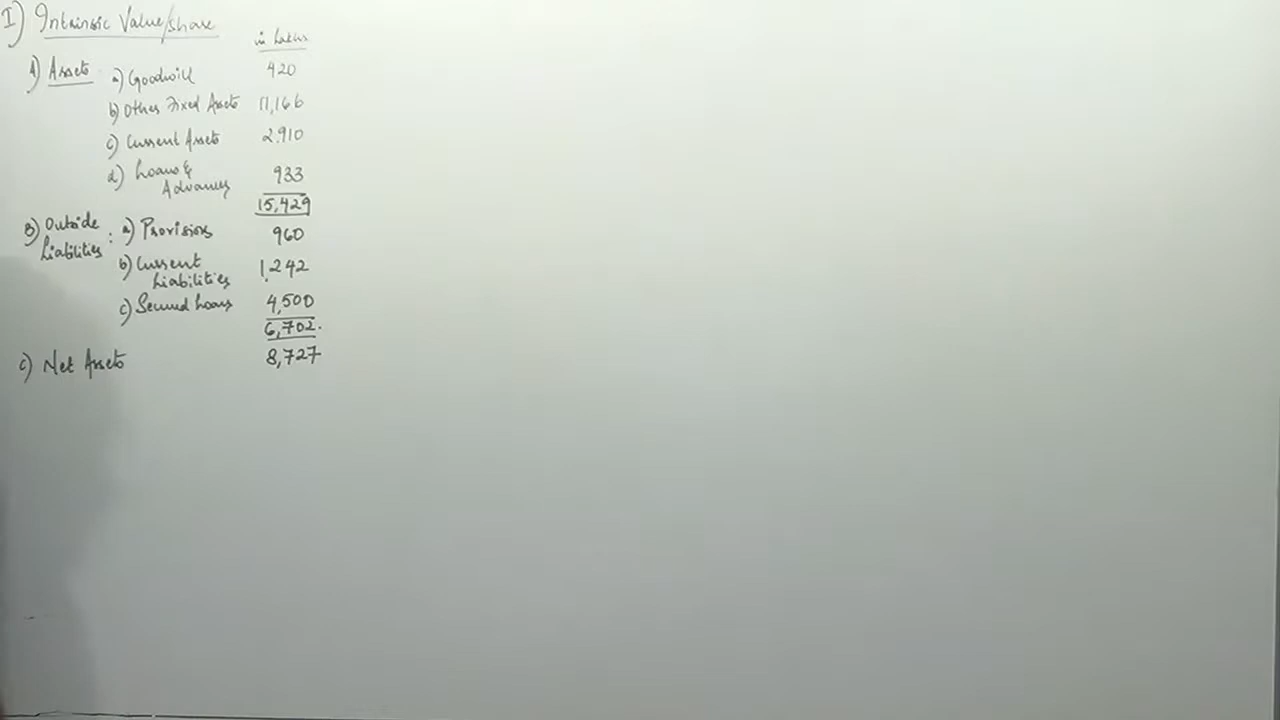 I) Intrinsic Value/share
in Lakhs
A) Assets a) Goodwill 420
b) Other Fixed Assets 11,166
c) Current Assets 2,910
d) Loans &
Advances 933
15,429
B) Outside
Liabilities : a) Provisions 960
b) Current
Liabilities 1,242
c) Secured Loans 4,500
6,702.
C) Net Assets 8,727